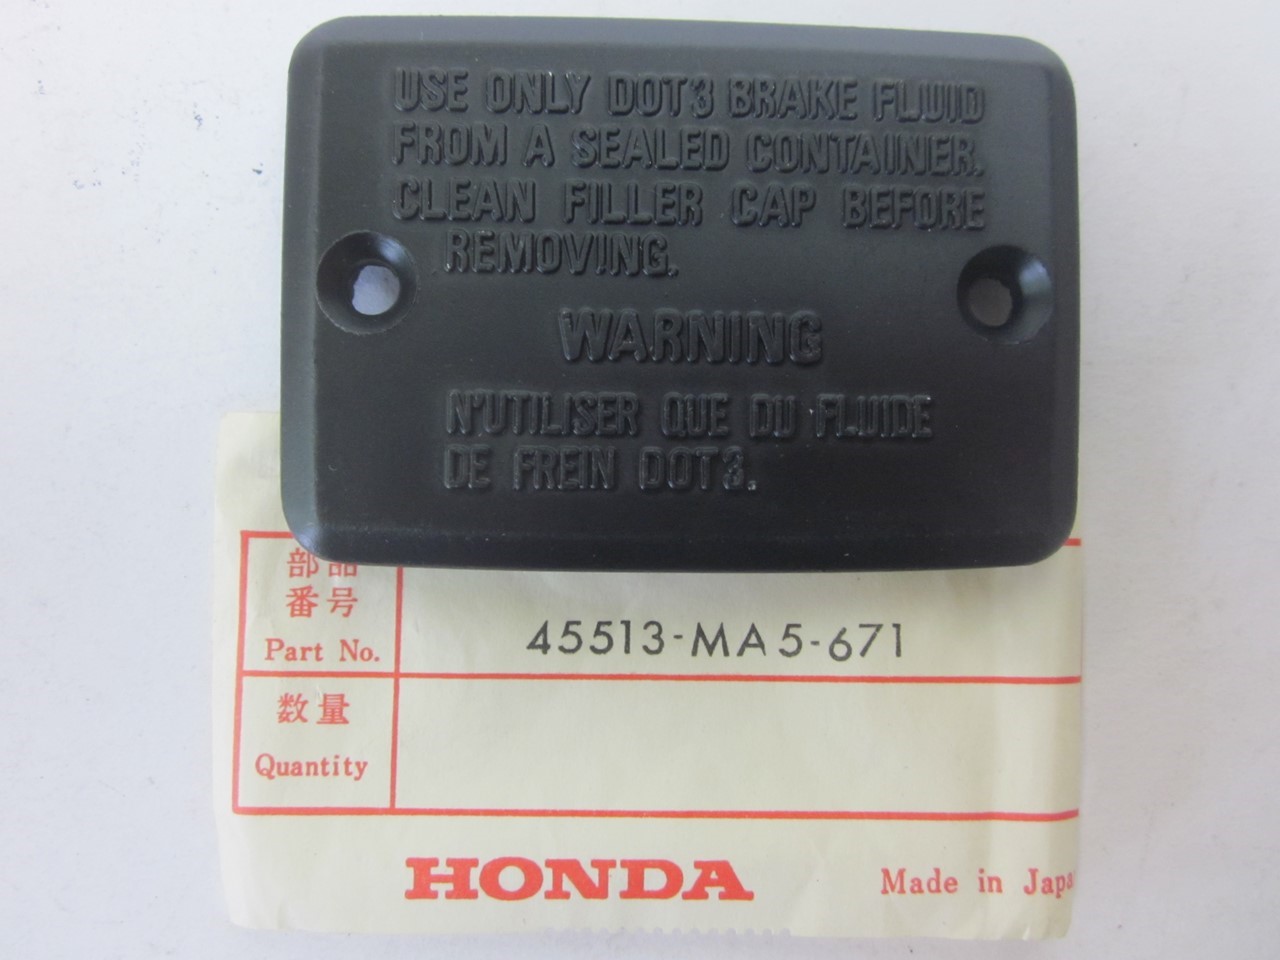 USE ONLY DOT3 BRAKE FLUID
FROM A SEALED CONTAINER.
CLEAN FILLER CAP BEFORE
REMOVING.
WARNING
N'UTILISER QUE DU FLUIDE
DE FREIN DOT3.
部品
番号
Part No.
45513-MA5-671
数量
Quantity
HONDA
Made in Japa